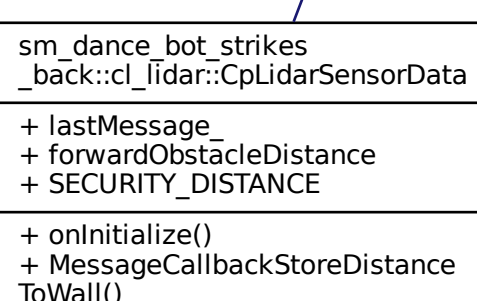 sm_dance_bot_strikes
_back::cl_lidar::CpLidarSensorData
+ lastMessage_
+ forwardObstacleDistance
+ SECURITY_DISTANCE
+ onInitialize()
+ MessageCallbackStoreDistance
ToWall()